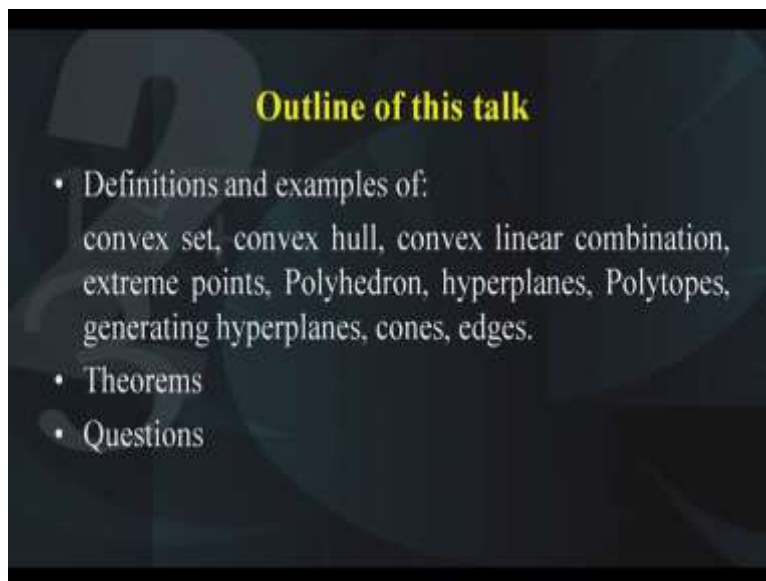 Outline of this talk
• Definitions and examples of:
convex set, convex hull, convex linear combination,
extreme points, Polyhedron, hyperplanes, Polytopes,
generating hyperplanes, cones, edges.
• Theorems
• Questions